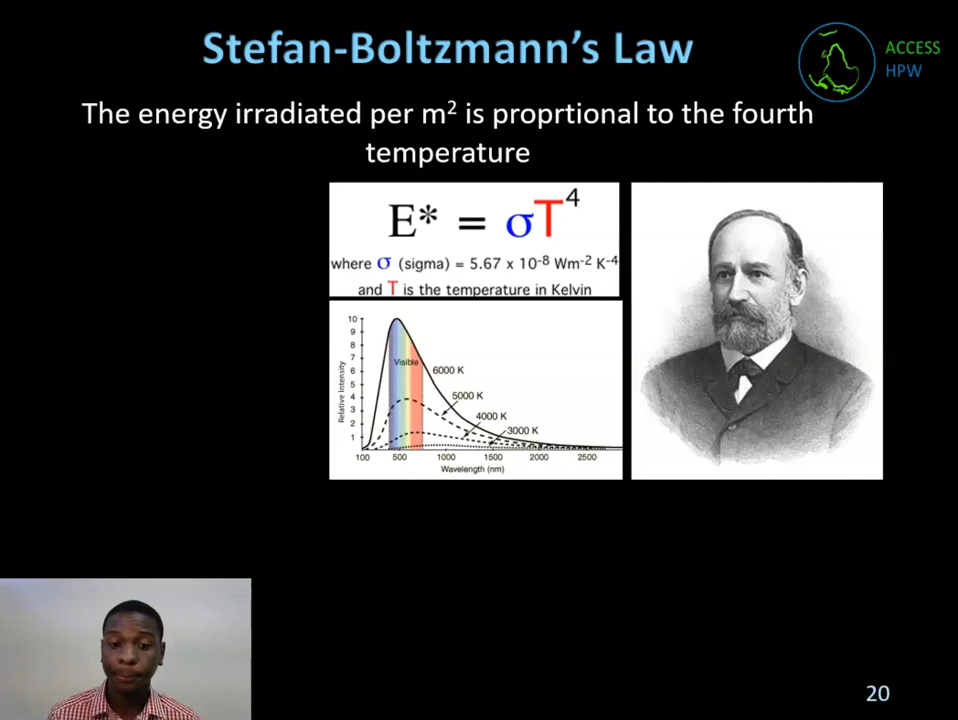 Stefan-Boltzmann’s Law
ACCESS
HPW
The energy irradiated per m² is proprtional to the fourth
temperature
E* = σT⁴
where σ (sigma) = 5.67 x 10⁻⁸ Wm⁻² K⁻⁴
and T is the temperature in Kelvin
10
9
8
7
6
5
4
3
2
1
Relative Intensity
Visible
6000 K
5000 K
4000 K
3000 K
100 500 1000 1500 2000 2500
Wavelength (nm)
20